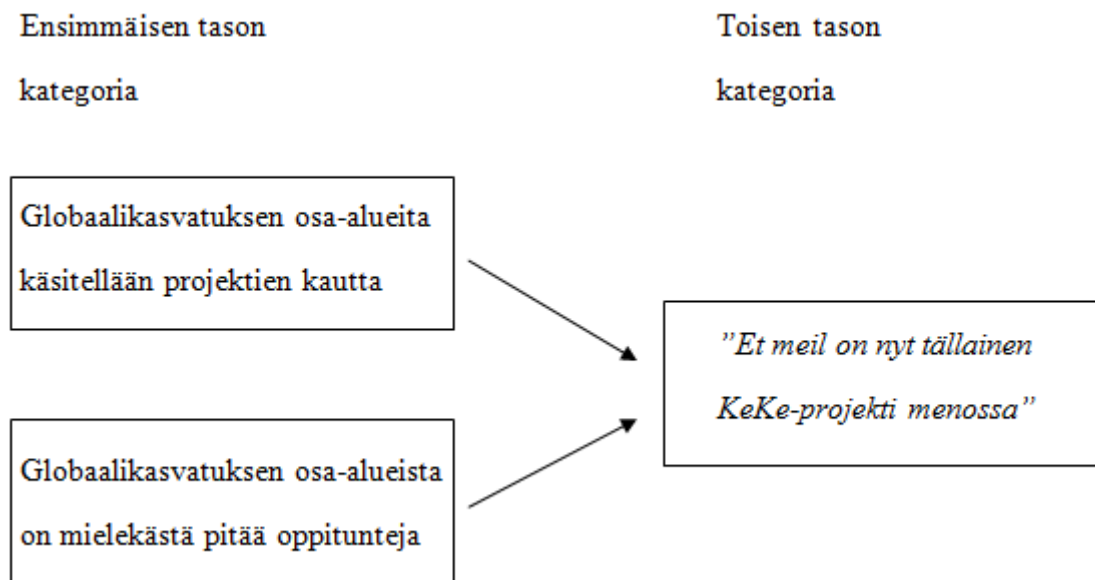 Ensimmäisen tason
kategoria
Toisen tason
kategoria
Globaalikasvatuksen osa-alueita
käsitellään projektien kautta
”Et meil on nyt tällainen
KeKe-projekti menossa”
Globaalikasvatuksen osa-alueista
on mielekästä pitää oppitunteja